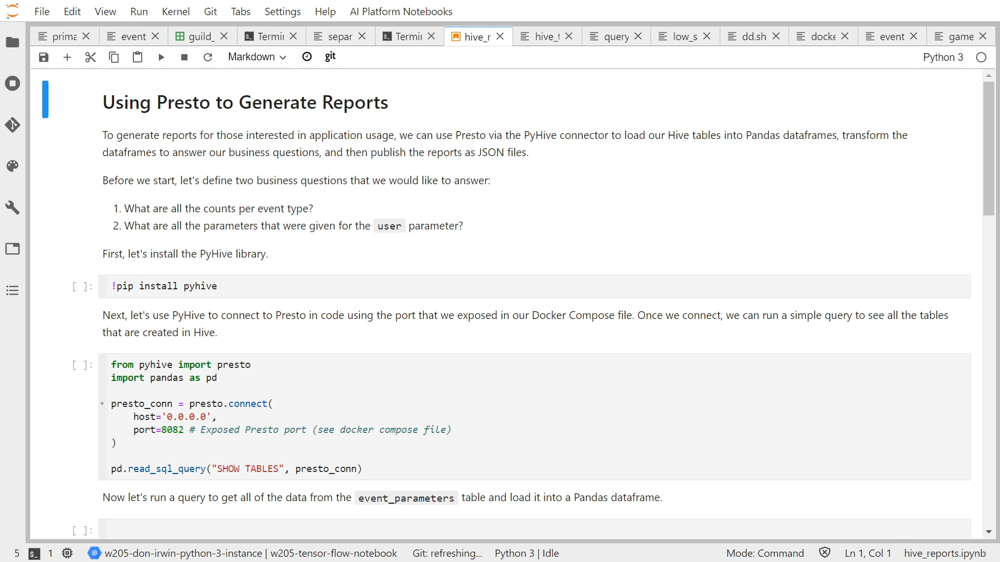 File Edit View Run Kernel Git Tabs Settings Help AI Platform Notebooks
prima event guild_ Termi separ Termi hive_r hive_t query low_s dd.sh docke event game
Markdown git Python 3
Using Presto to Generate Reports
To generate reports for those interested in application usage, we can use Presto via the PyHive connector to load our Hive tables into Pandas dataframes, transform the
dataframes to answer our business questions, and then publish the reports as JSON files.
Before we start, let's define two business questions that we would like to answer:
1. What are all the counts per event type?
2. What are all the parameters that were given for the user parameter?
First, let's install the PyHive library.
[ ]: !pip install pyhive
Next, let's use PyHive to connect to Presto in code using the port that we exposed in our Docker Compose file. Once we connect, we can run a simple query to see all the tables
that are created in Hive.
[ ]: from pyhive import presto
import pandas as pd
presto_conn = presto.connect(
host='0.0.0.0',
port=8082 # Exposed Presto port (see docker compose file)
)
pd.read_sql_query("SHOW TABLES", presto_conn)
Now let's run a query to get all of the data from the event_parameters table and load it into a Pandas dataframe.
[ ]:
5 1 w205-don-irwin-python-3-instance | w205-tensor-flow-notebook Git: refreshing... Python 3 | Idle Mode: Command Ln 1, Col 1 hive_reports.ipynb